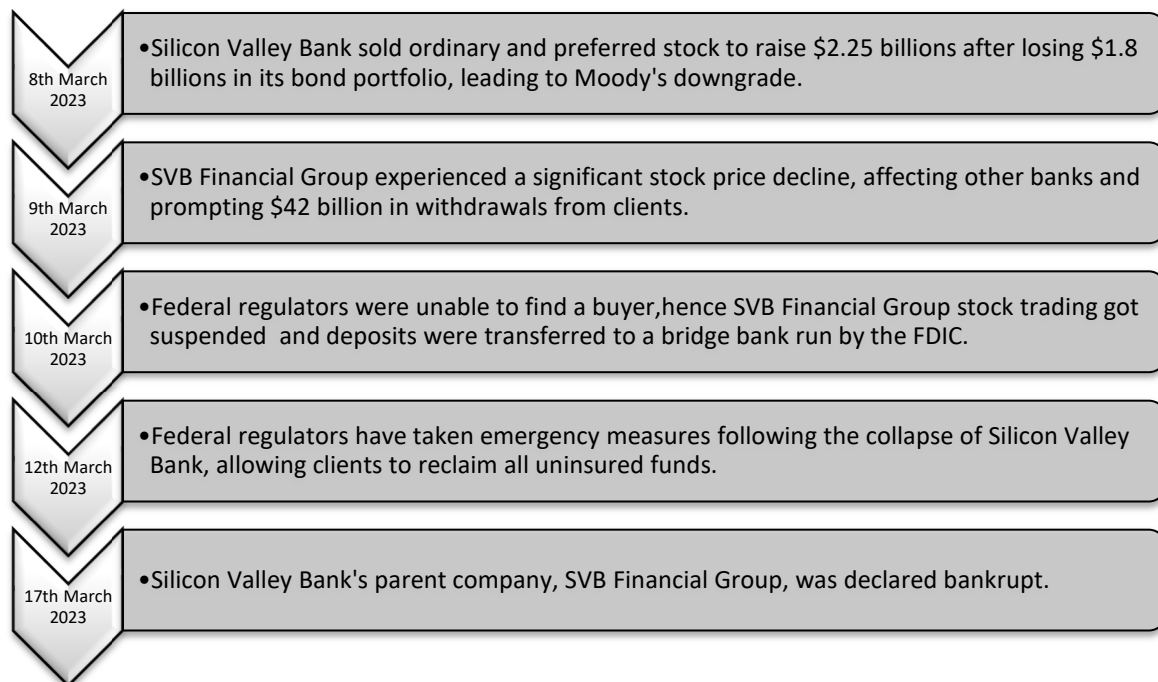 8th March
2023
•Silicon Valley Bank sold ordinary and preferred stock to raise $2.25 billions after losing $1.8
billions in its bond portfolio, leading to Moody's downgrade.
9th March
2023
•SVB Financial Group experienced a significant stock price decline, affecting other banks and
prompting $42 billion in withdrawals from clients.
10th March
2023
•Federal regulators were unable to find a buyer,hence SVB Financial Group stock trading got
suspended  and deposits were transferred to a bridge bank run by the FDIC.
12th March
2023
•Federal regulators have taken emergency measures following the collapse of Silicon Valley
Bank, allowing clients to reclaim all uninsured funds.
17th March
2023
•Silicon Valley Bank's parent company, SVB Financial Group, was declared bankrupt.